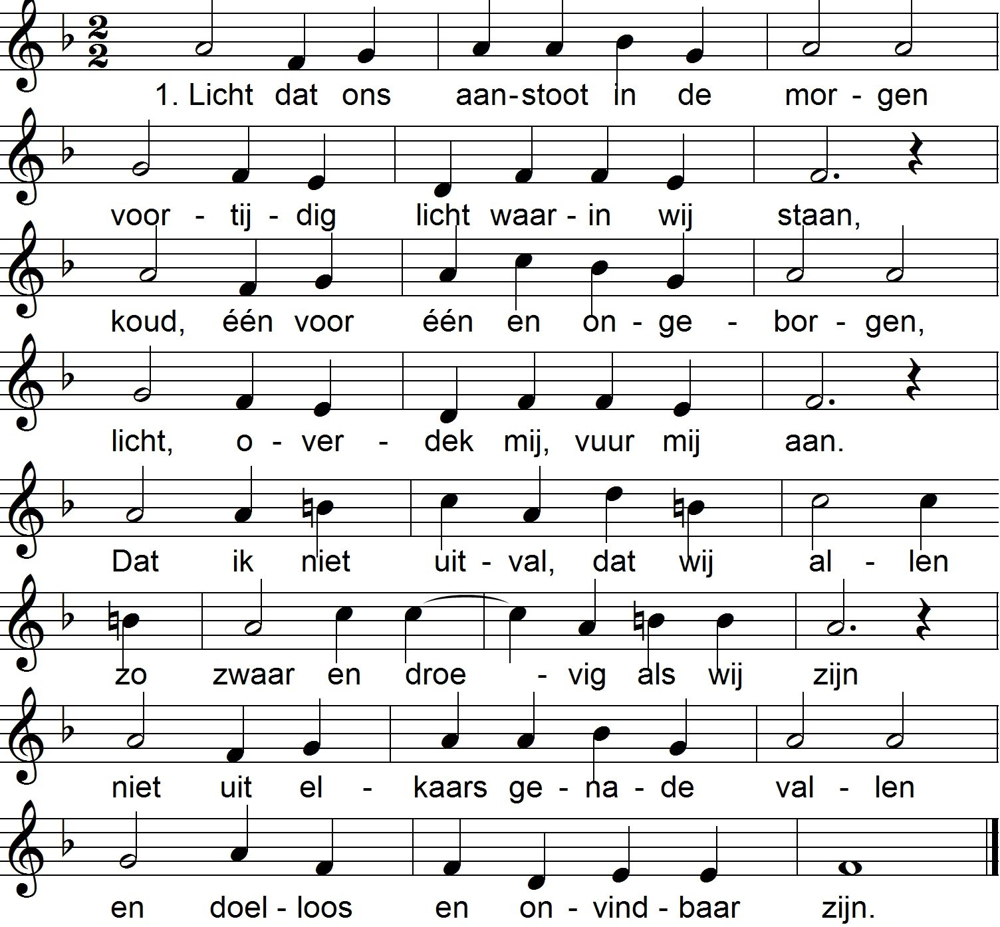 2
2
1. Licht dat ons aan-stoot in de mor - gen
voor - tij - dig licht waar - in wij staan,
koud, één voor één en on - ge - bor - gen,
licht, o - ver - dek mij, vuur mij aan.
Dat ik niet uit - val, dat wij al - len
zo zwaar en droe - vig als wij zijn
niet uit el - kaars ge - na - de val - len
en doel - loos en on - vind - baar zijn.